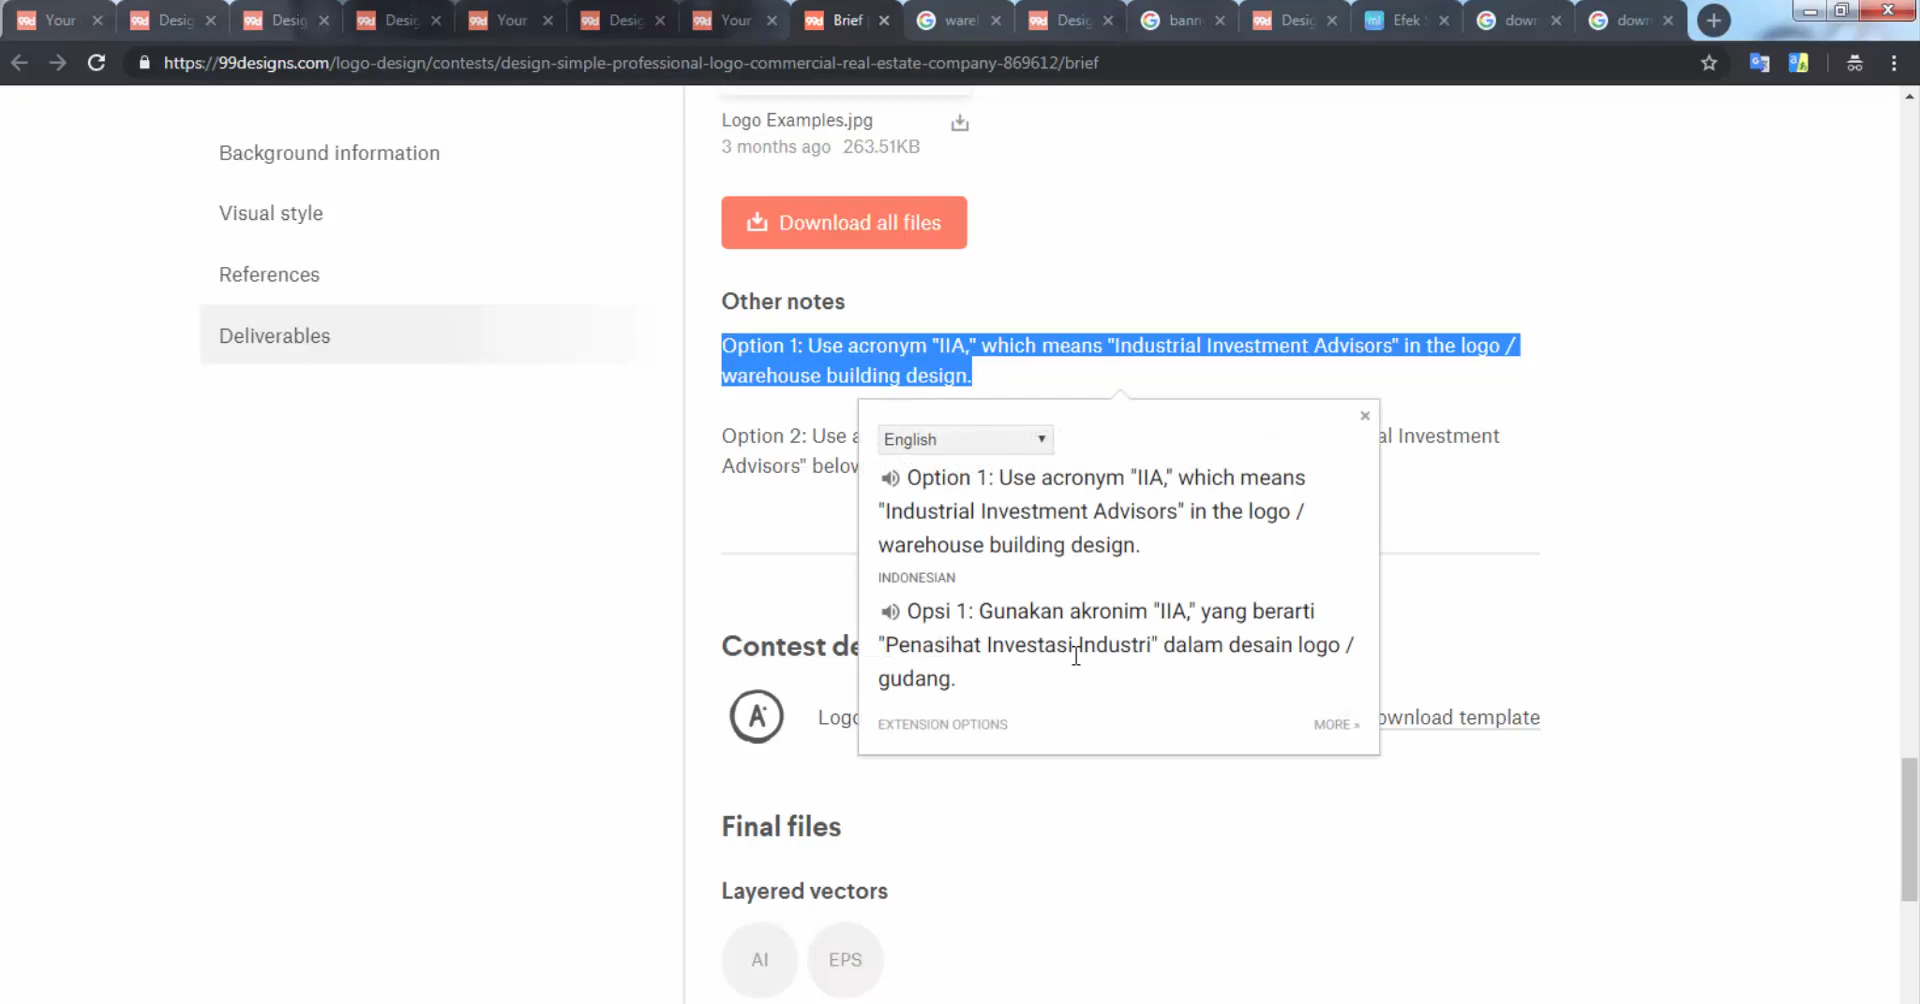 Your
Desig
Desig
Desig
Your
Desig
Your
Brief
wareh
Desig
bann
Desig
ml
Efek
down
down
https://99designs.com/logo-design/contests/design-simple-professional-logo-commercial-real-estate-company-869612/brief
Background information
Visual style
References
Deliverables
Logo Examples.jpg
3 months ago 263.51KB
Download all files
Other notes
Option 1: Use acronym "IIA," which means "Industrial Investment Advisors" in the logo /
warehouse building design.
Option 2: Use a
al Investment
Advisors" below
English
Option 1: Use acronym "IIA," which means
"Industrial Investment Advisors" in the logo /
warehouse building design.
INDONESIAN
Opsi 1: Gunakan akronim "IIA," yang berarti
"Penasihat Investasi Industri" dalam desain logo /
gudang.
EXTENSION OPTIONS
MORE »
Contest de
A
Logo
ownload template
Final files
Layered vectors
AI
EPS